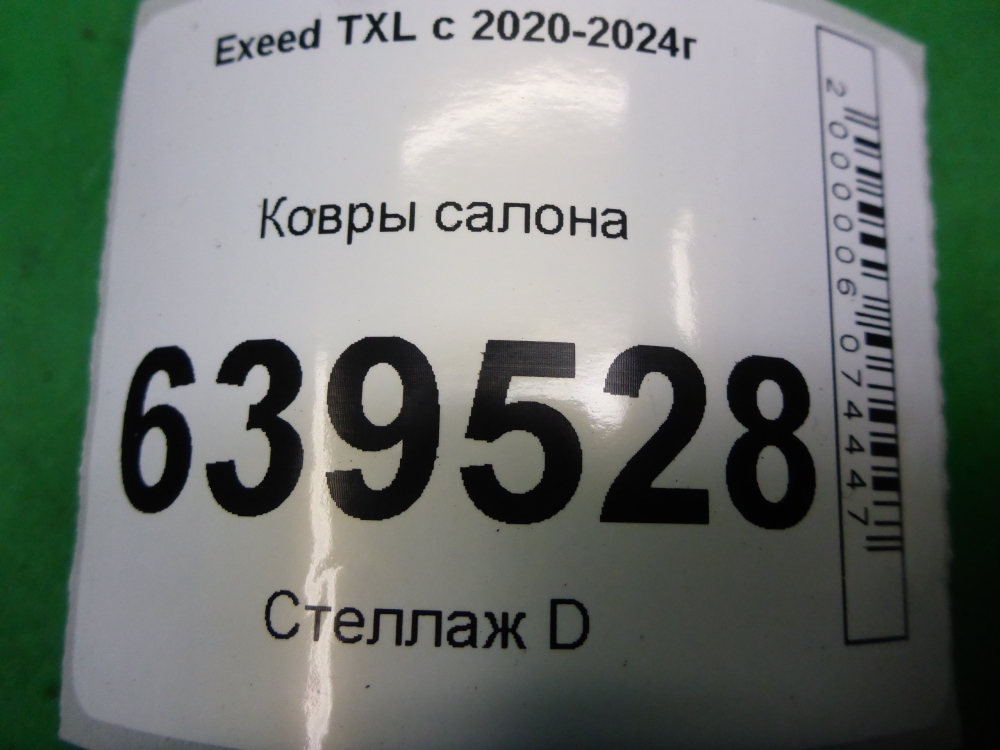 Exeed TXL с 2020-2024г
Ковры салона
639528
Стеллаж D
2000006074447